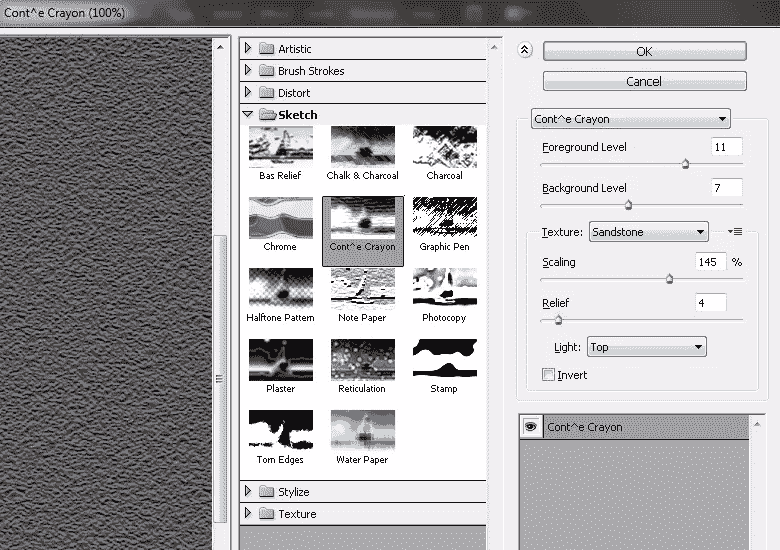 Cont^e Crayon (100%)
Artistic
Brush Strokes
Distort
Sketch
Bas Relief
Chalk & Charcoal
Charcoal
Chrome
Cont^e Crayon
Graphic Pen
Halftone Pattern
Note Paper
Photocopy
Plaster
Reticulation
Stamp
Torn Edges
Water Paper
Stylize
Texture
OK
Cancel
Cont^e Crayon
Foreground Level 11
Background Level 7
Texture: Sandstone
Scaling 145 %
Relief 4
Light: Top
Invert
Cont^e Crayon